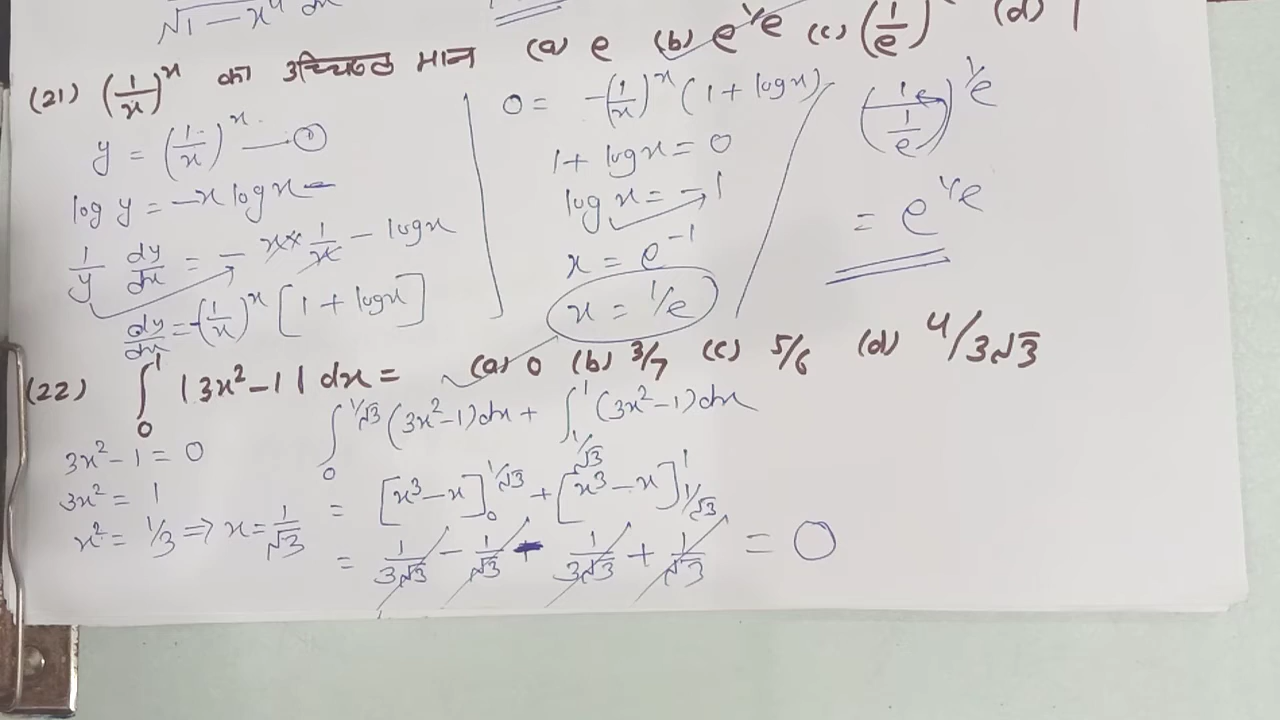 √1-x⁴ dx
(21) (1/x)^x का उच्चिष्ठ मान (a) e (b) e^1/e (c) (1/e) (d) 1
y = (1/x)^x —①
log y = -x log x -
1/y dy/dx = - x × 1/x - log x
dy/dx = -(1/x)^x [1 + log x]
0 = -(1/x)^x (1 + log x)
1 + log x = 0
log x = -1
x = e^-1
x = 1/e
(1/(1/e))^1/e
= e^1/e
(22) ∫₀¹ |3x²-1| dx = (a) 0 (b) 3/7 (c) 5/6 (d) 4/3√3
3x²-1 = 0
3x² = 1
x² = 1/3 ⇒ x = 1/√3
∫₀^1/√3 (3x²-1) dx + ∫_1/√3^1 (3x²-1) dx
= [x³-x]₀^1/√3 + [x³-x]_1/√3^1
= 1/3√3 - 1/√3 - 1/3√3 + 1/√3 = 0